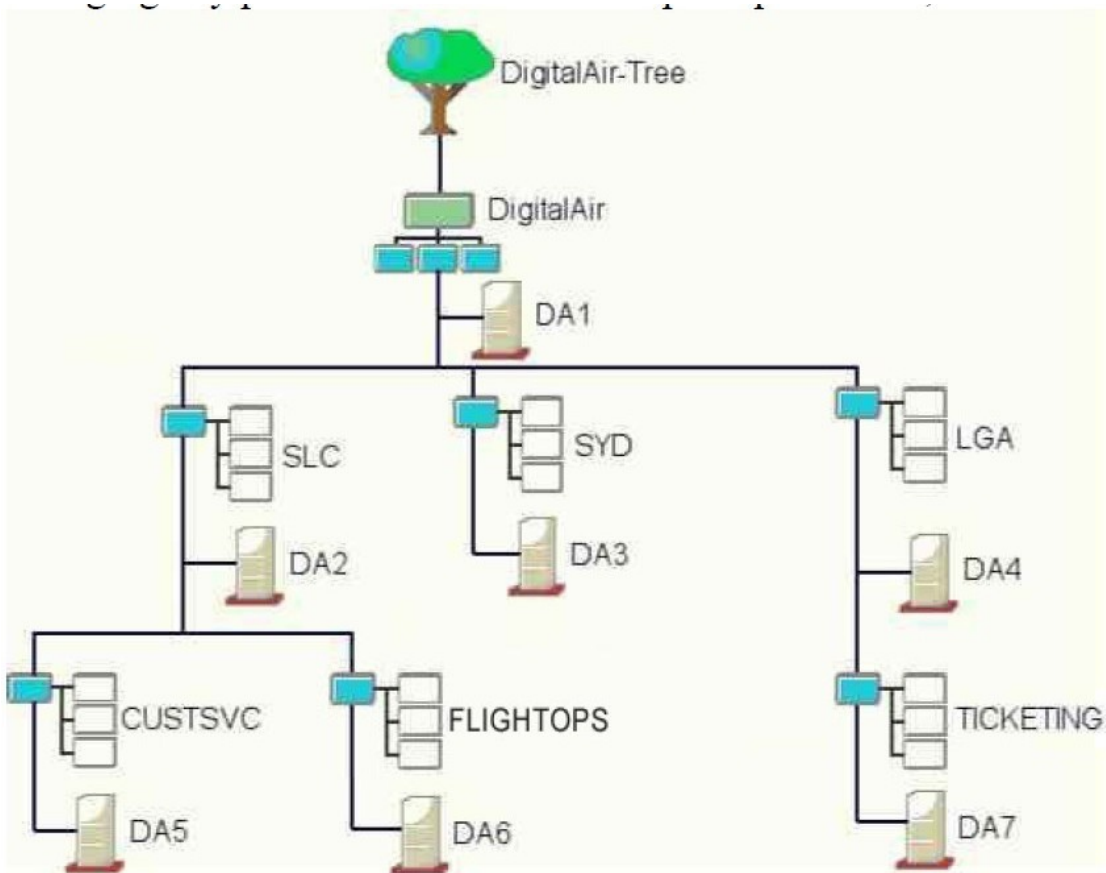 DigitalAir-Tree
DigitalAir
DA1
SLC
SYD
LGA
DA2
DA3
DA4
CUSTSVC
FLIGHTOPS
TICKETING
DA5
DA6
DA7